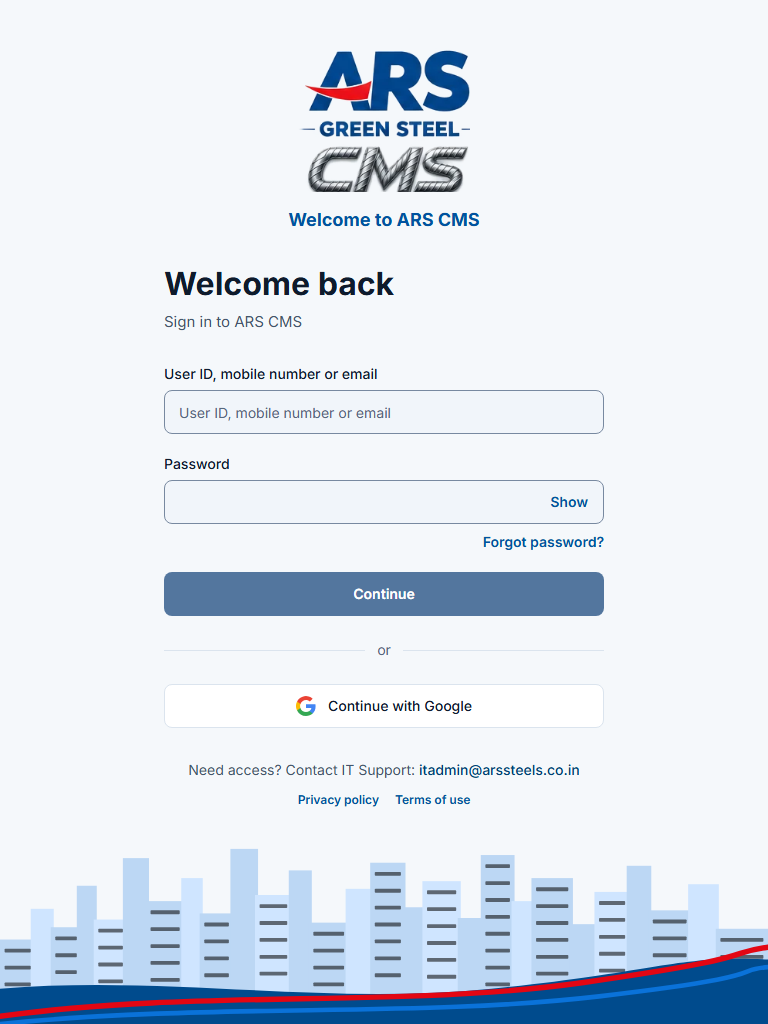 ARS
GREEN STEEL
CMS
Welcome to ARS CMS
Welcome back
Sign in to ARS CMS
User ID, mobile number or email
User ID, mobile number or email
Password
Show
Forgot password?
Continue
or
Continue with Google
Need access? Contact IT Support: itadmin@arssteels.co.in
Privacy policy Terms of use